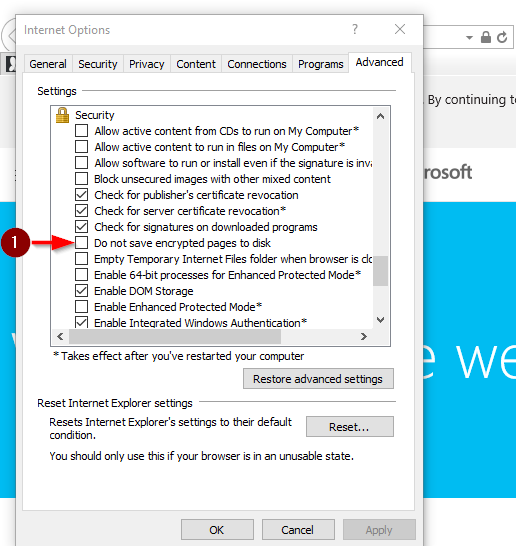 Internet Options
General Security Privacy Content Connections Programs Advanced
Settings
. By continuing to
Security
Allow active content from CDs to run on My Computer*
Allow active content to run in files on My Computer*
Allow software to run or install even if the signature is inva
Block unsecured images with other mixed content
rosoft
Check for publisher's certificate revocation
Check for server certificate revocation*
Check for signatures on downloaded programs
1
Do not save encrypted pages to disk
Empty Temporary Internet Files folder when browser is do
Enable 64-bit processes for Enhanced Protected Mode*
Enable DOM Storage
Enable Enhanced Protected Mode*
Enable Integrated Windows Authentication*
e we
*Takes effect after you've restarted your computer
Restore advanced settings
Reset Internet Explorer settings
Resets Internet Explorer's settings to their default
condition.
Reset...
You should only use this if your browser is in an unusable state.
OK Cancel Apply